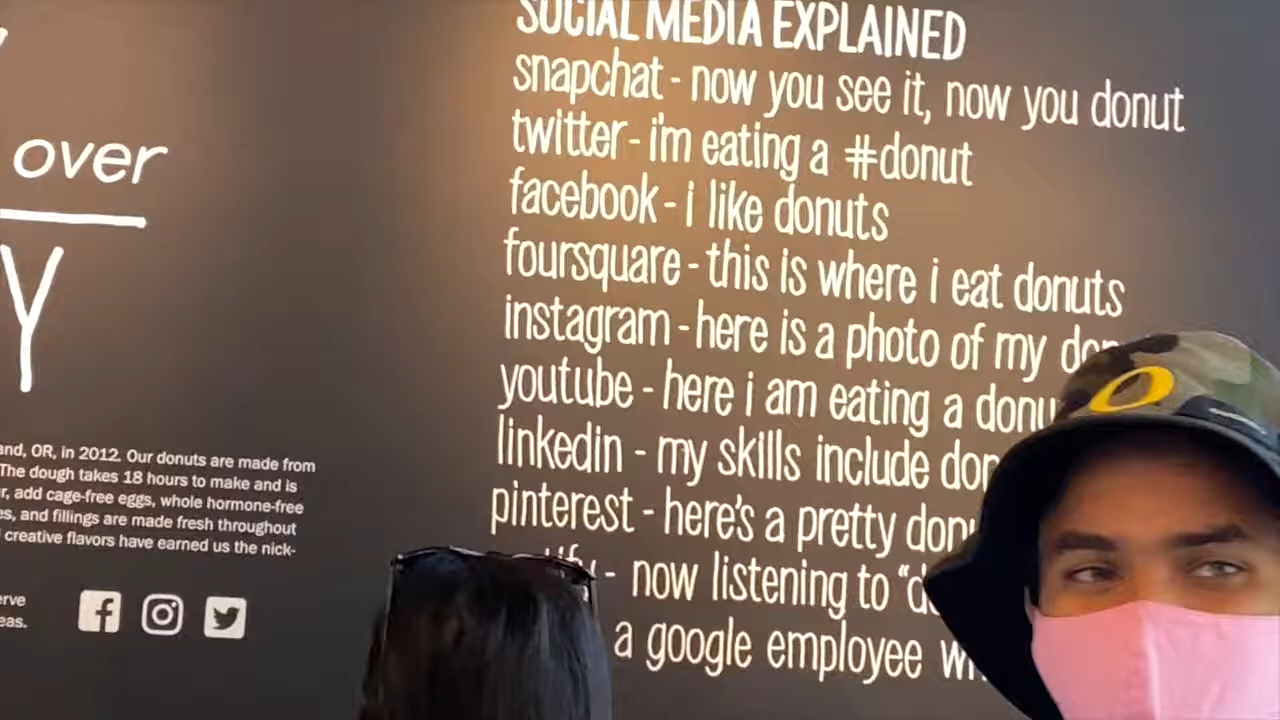 over
Y
and, OR, in 2012. Our donuts are made from
The dough takes 18 hours to make and is
add cage-free eggs, whole hormone-free
and fillings are made fresh throughout
creative flavors have earned us the nick-
SOCIAL MEDIA EXPLAINED
snapchat - now you see it, now you donut
twitter - i'm eating a #donut
facebook - i like donuts
foursquare - this is where i eat donuts
instagram - here is a photo of my
youtube - here i am eating a
linkedin - my skills include
pinterest - here's a pretty
- now listening to
a google employee